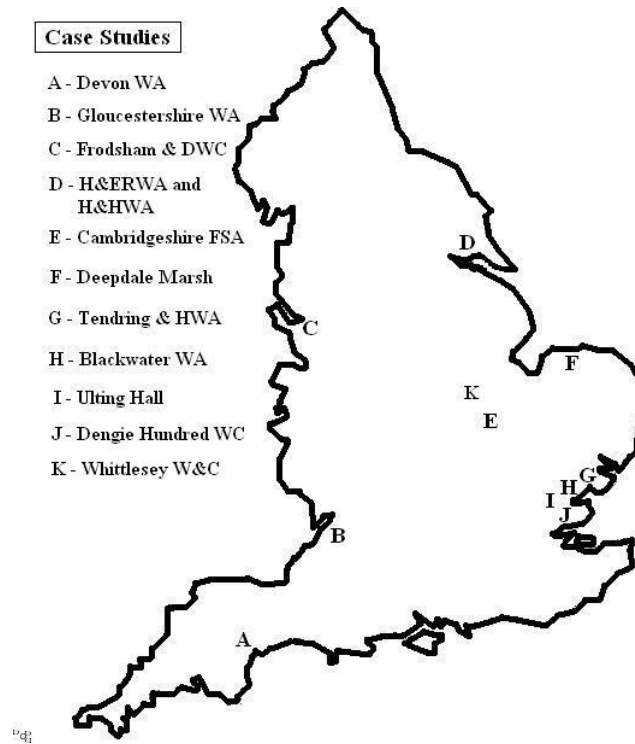 Case Studies
A - Devon WA
B - Gloucestershire WA
C - Frodsham & DWC
D - H&ERWA and
H&HWA
E - Cambridgeshire FSA
F - Deepdale Marsh
G - Tendring & HWA
H - Blackwater WA
I - Ulting Hall
J - Dengie Hundred WC
K - Whittlesey W&C
D
C
F
K
E
G
H
I
J
B
A